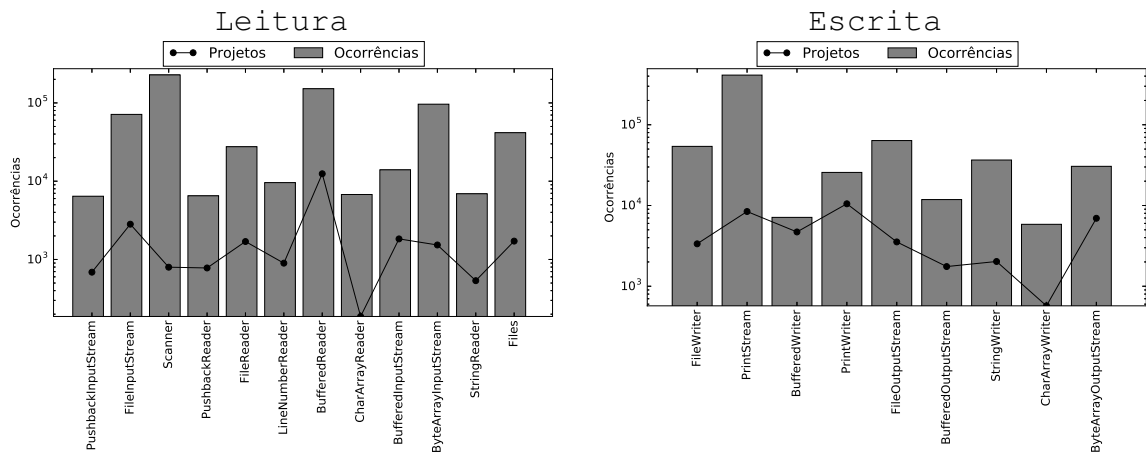 Leitura
Projetos Ocorrências
Ocorrências
10^5
10^4
10^3
PushbackInputStream
FileInputStream
Scanner
PushbackReader
FileReader
LineNumberReader
BufferedReader
CharArrayReader
BufferedInputStream
ByteArrayInputStream
StringReader
Files
Escrita
Projetos Ocorrências
Ocorrências
10^5
10^4
10^3
FileWriter
PrintStream
BufferedWriter
PrintWriter
FileOutputStream
BufferedOutputStream
StringWriter
CharArrayWriter
ByteArrayOutputStream